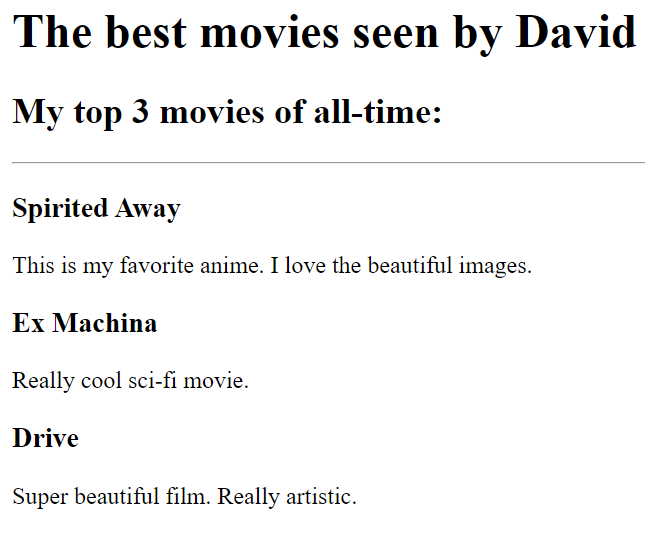 The best movies seen by David
My top 3 movies of all-time:
Spirited Away
This is my favorite anime. I love the beautiful images.
Ex Machina
Really cool sci-fi movie.
Drive
Super beautiful film. Really artistic.